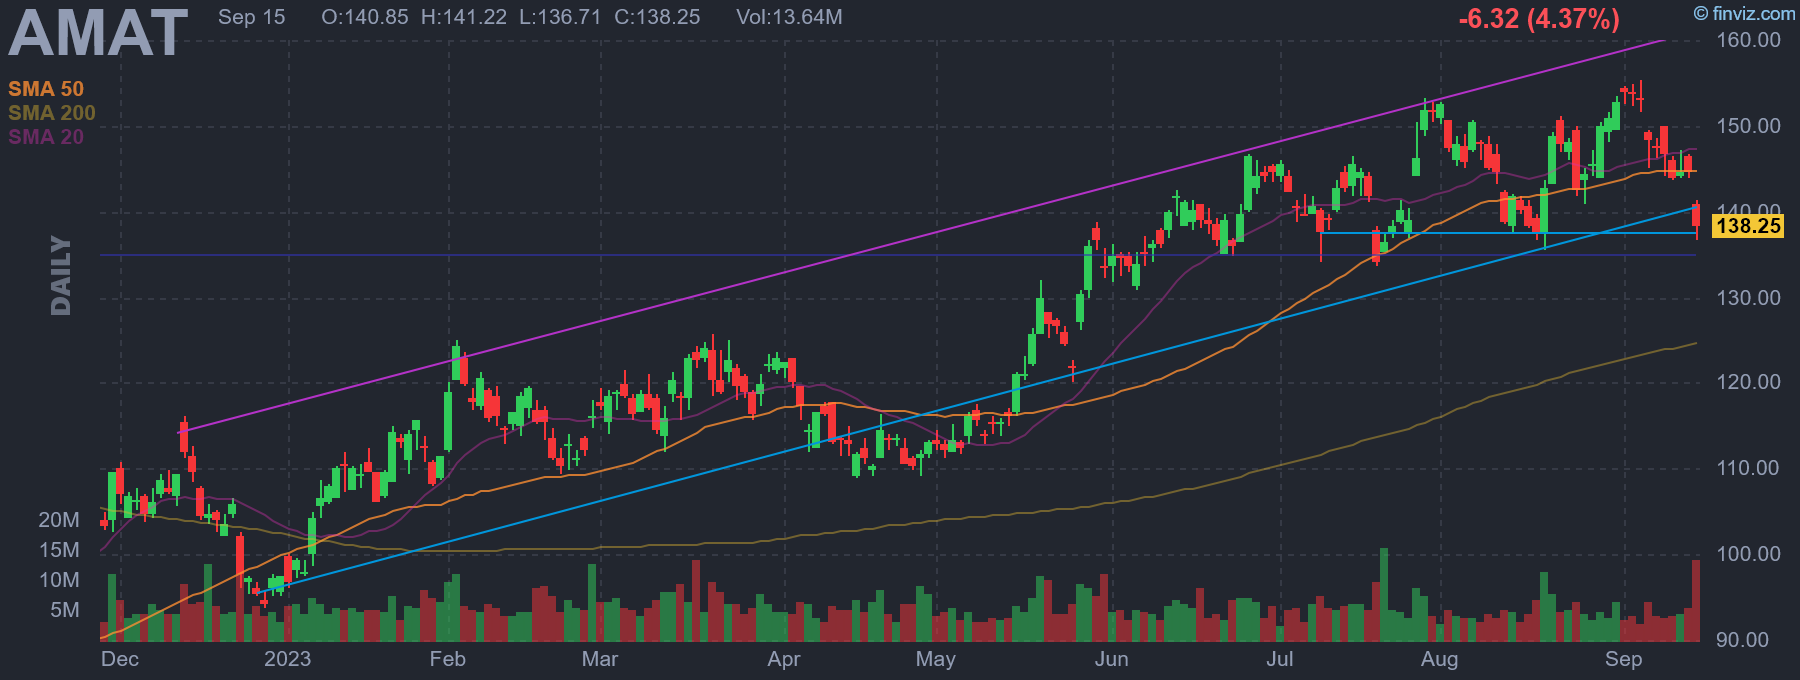 AMAT Sep 15 O:140.85 H:141.22 L:136.71 C:138.25 Vol:13.64M -6.32 (4.37%) © finviz.com
SMA 50
SMA 200
SMA 20
DAILY
160.00
150.00
140.00
138.25
130.00
120.00
110.00
100.00
90.00
20M
15M
10M
5M
Dec 2023 Feb Mar Apr May Jun Jul Aug Sep